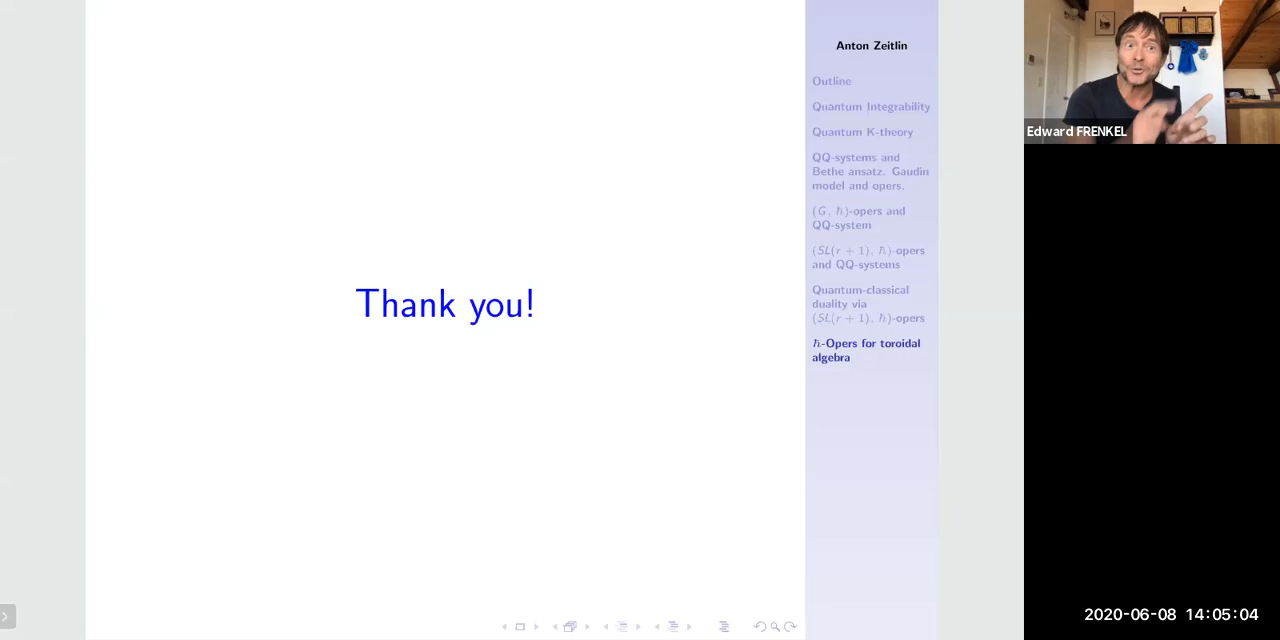 Thank you!
Anton Zeitlin
Outline
Quantum Integrability
Quantum K-theory
QQ-systems and
Bethe ansatz. Gaudin
model and opers.
(G, ℏ)-opers and
QQ-system
(SL(r + 1), ℏ)-opers
and QQ-systems
Quantum-classical
duality via
(SL(r + 1), ℏ)-opers
ℏ-Opers for toroidal
algebra
Edward FRENKEL
2020-06-08 14:05:04